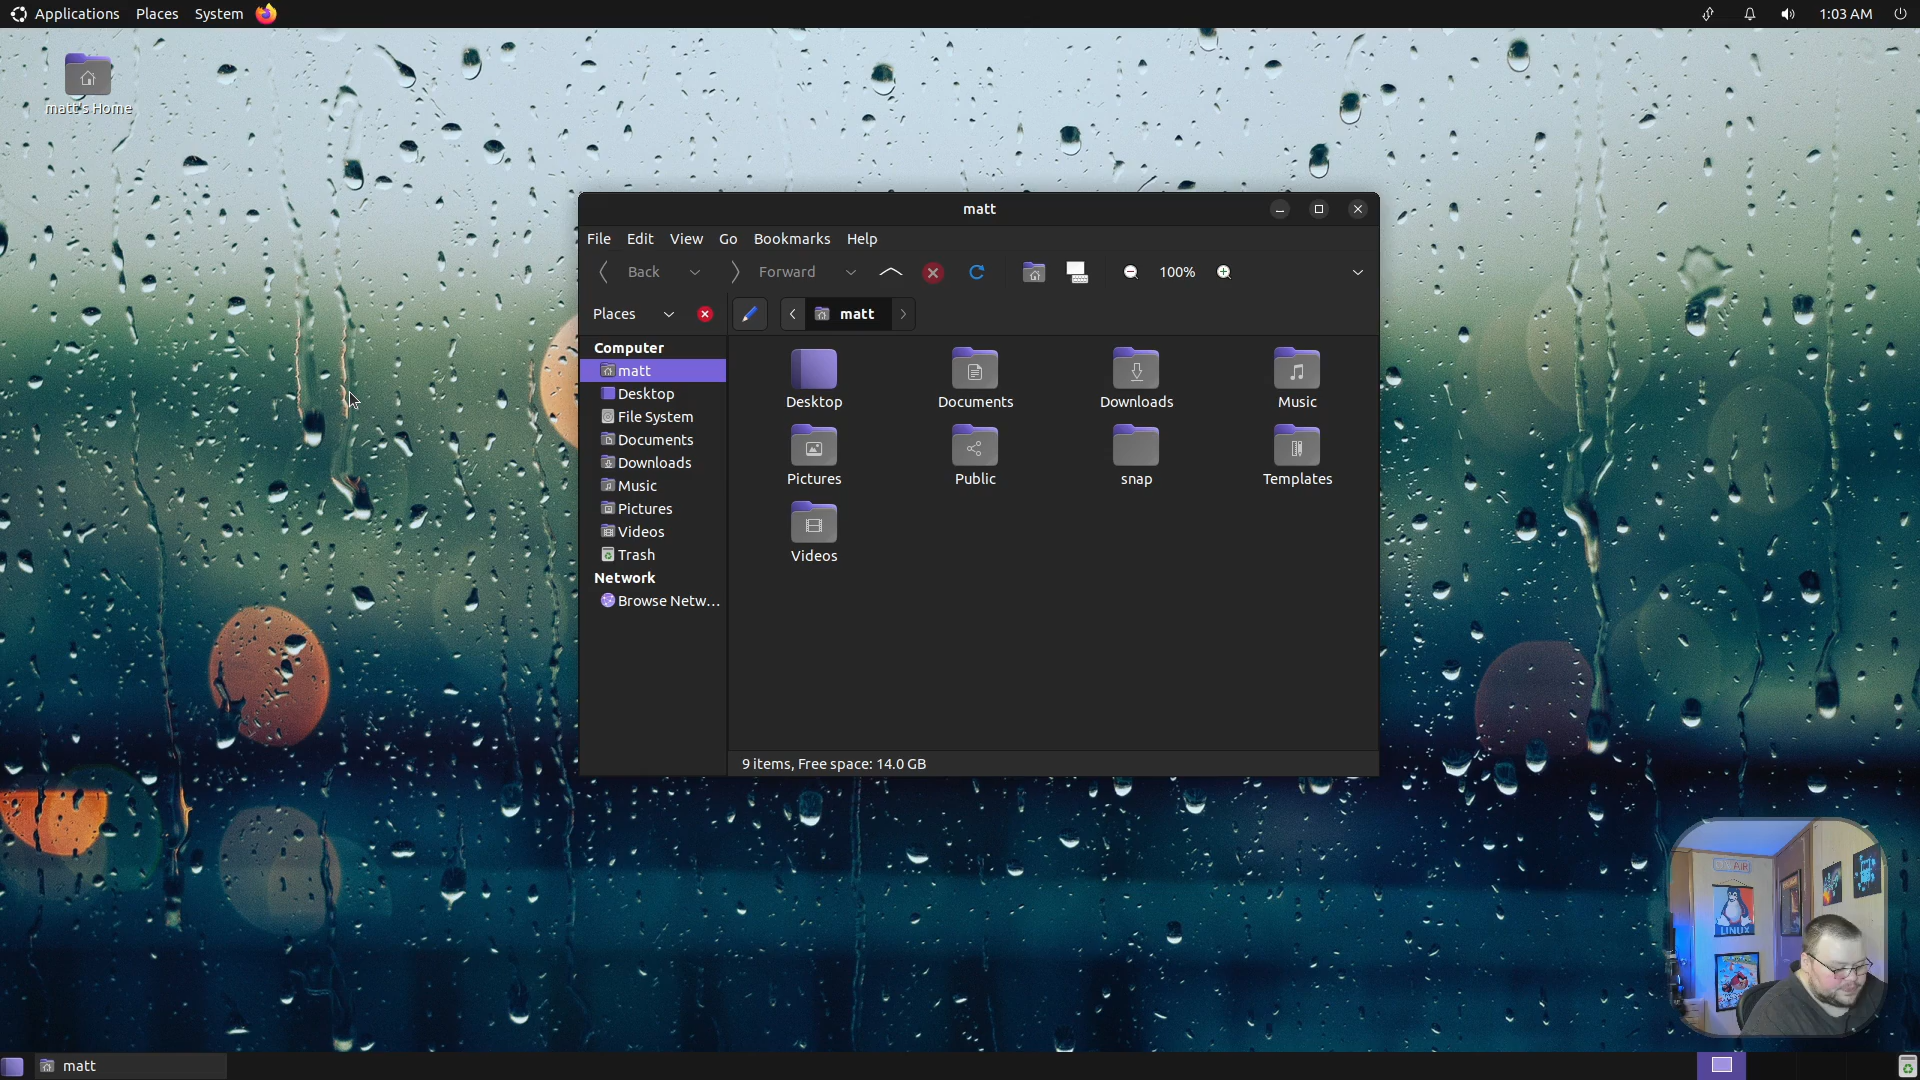 Applications Places System 1:03 AM
matt's Home
matt
File Edit View Go Bookmarks Help
Back Forward 100%
Places matt
Computer
matt
Desktop
File System
Documents
Downloads
Music
Pictures
Videos
Trash
Network
Browse Netw...
Desktop Documents Downloads Music
Pictures Public snap Templates
Videos
9 items, Free space: 14.0 GB
LINUX
matt